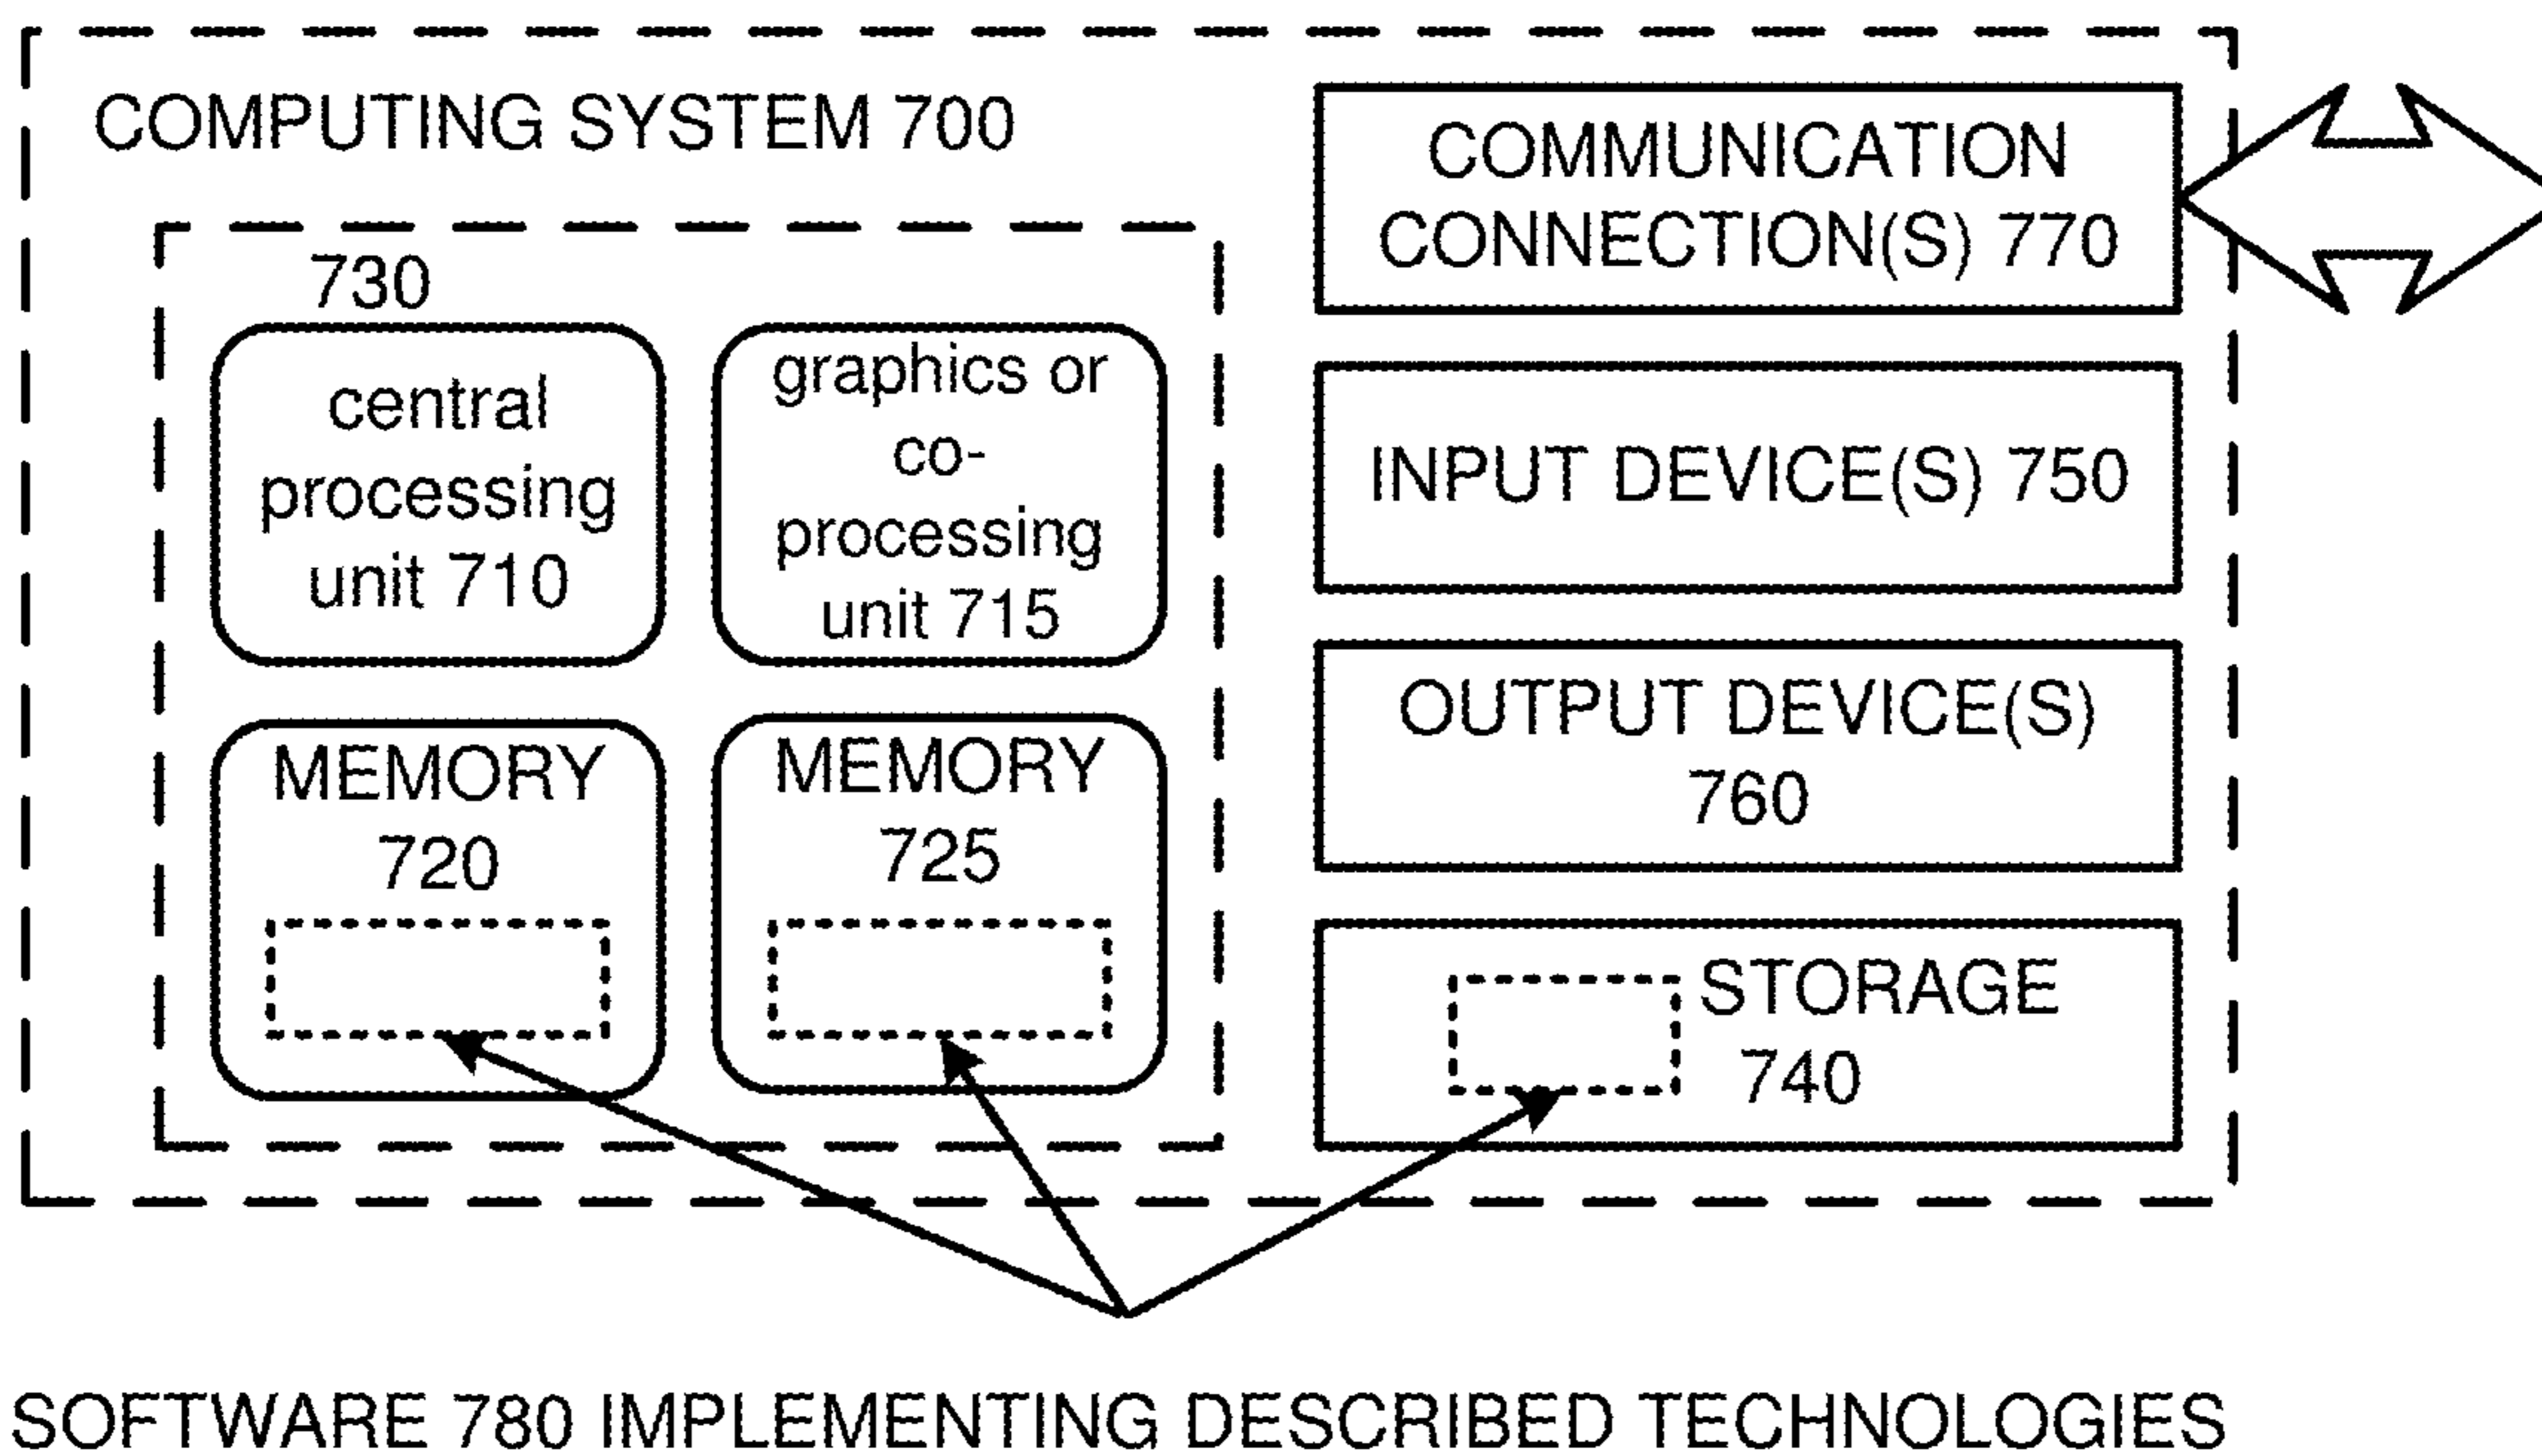 COMPUTING SYSTEM 700
730
central
processing
unit 710
graphics or
co-
processing
unit 715
MEMORY
720
MEMORY
725
COMMUNICATION
CONNECTION(S) 770
INPUT DEVICE(S) 750
OUTPUT DEVICE(S)
760
STORAGE
740
SOFTWARE 780 IMPLEMENTING DESCRIBED TECHNOLOGIES